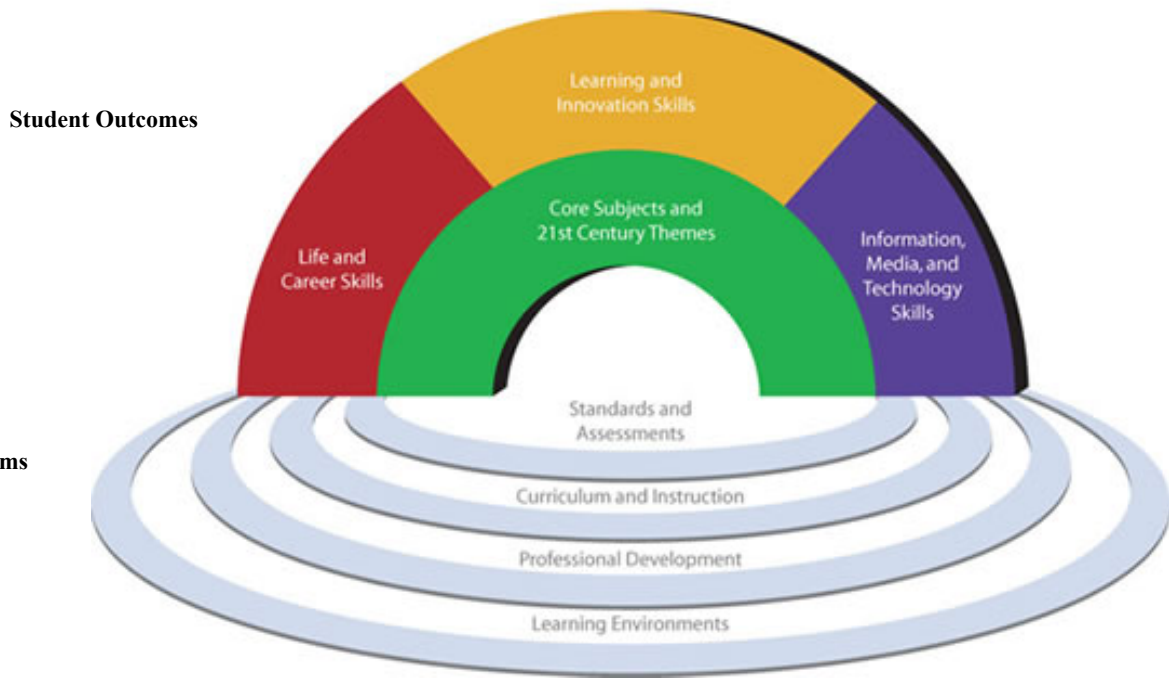 Learning and
Innovation Skills
Student Outcomes
Core Subjects and
21st Century Themes
Life and
Career Skills
Information,
Media, and
Technology
Skills
Standards and
Assessments
ms
Curriculum and Instruction
Professional Development
Learning Environments